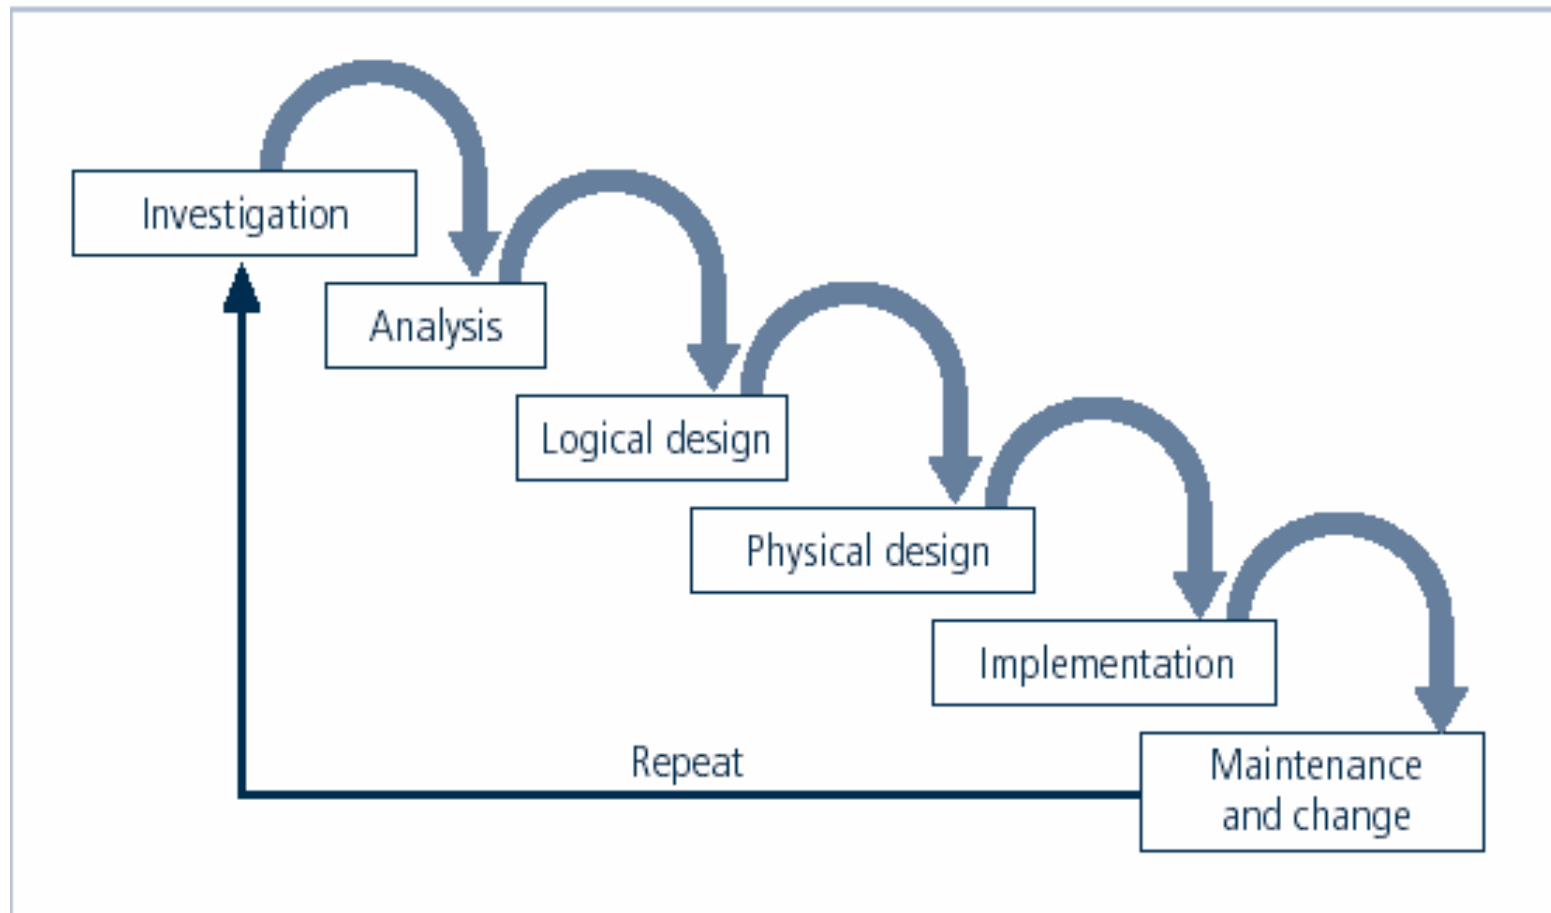 Investigation
Analysis
Logical design
Physical design
Implementation
Repeat
Maintenance
and change